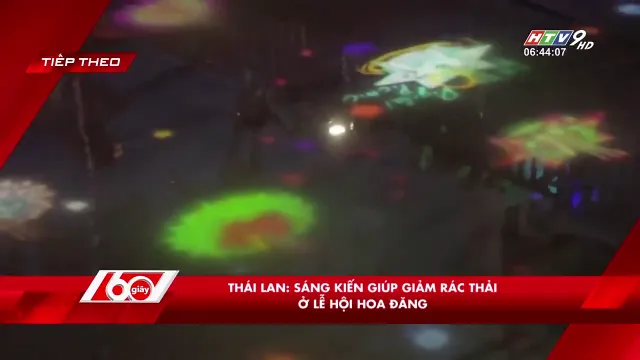 TIẾP THEO
HTV9 HD
06:44:07
60 giây
THÁI LAN: SÁNG KIẾN GIÚP GIẢM RÁC THẢI
Ở LỄ HỘI HOA ĐĂNG